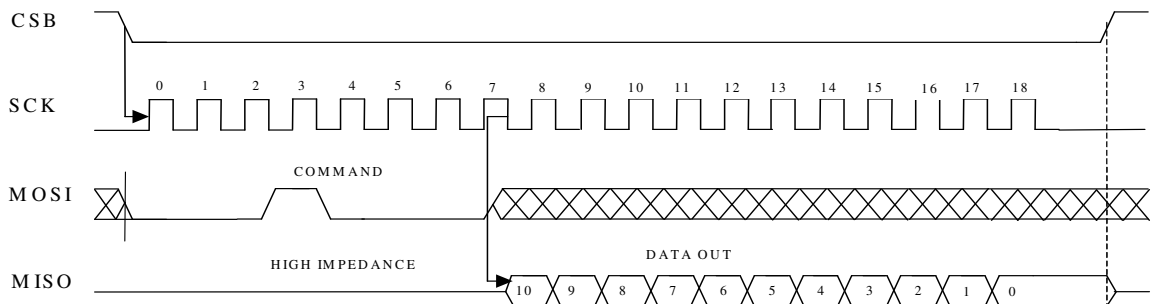 CSB
0 1 2 3 4 5 6 7 8 9 10 11 12 13 14 15 16 17 18
SCK
COMMAND
MOSI
HIGH IMPEDANCE
DATA OUT
MISO
10 9 8 7 6 5 4 3 2 1 0